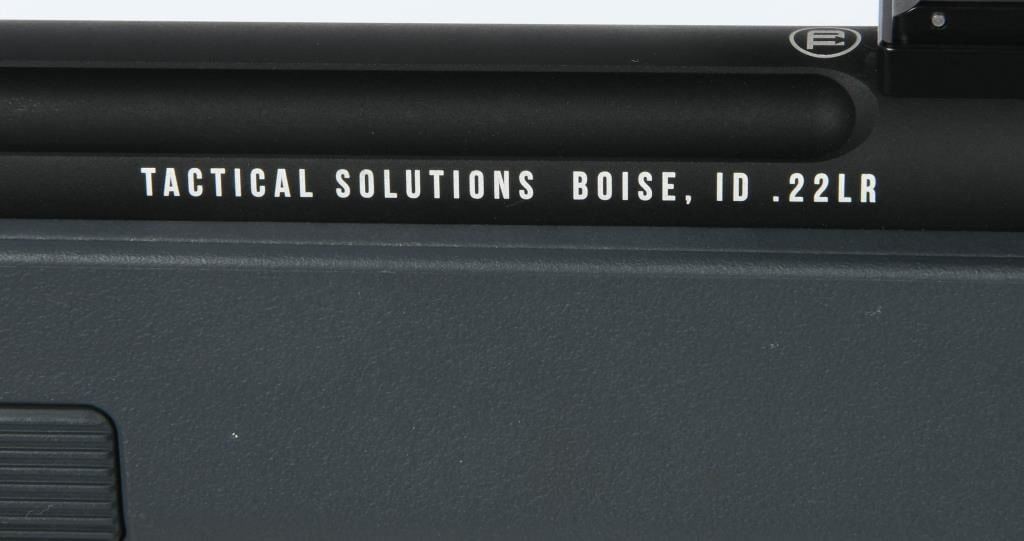 TACTICAL SOLUTIONS BOISE, ID .22LR